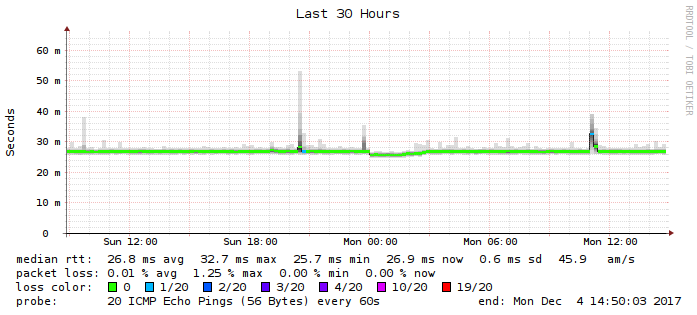 Last 30 Hours
RRDTOOL / TOBI OETIKER
Seconds
60 m
50 m
40 m
30 m
20 m
10 m
0
Sun 12:00 Sun 18:00 Mon 00:00 Mon 06:00 Mon 12:00
median rtt: 26.8 ms avg 32.7 ms max 25.7 ms min 26.9 ms now 0.6 ms sd 45.9 am/s
packet loss: 0.01 % avg 1.25 % max 0.00 % min 0.00 % now
loss color: 0 1/20 2/20 3/20 4/20 10/20 19/20
probe: 20 ICMP Echo Pings (56 Bytes) every 60s end: Mon Dec 4 14:50:03 2017